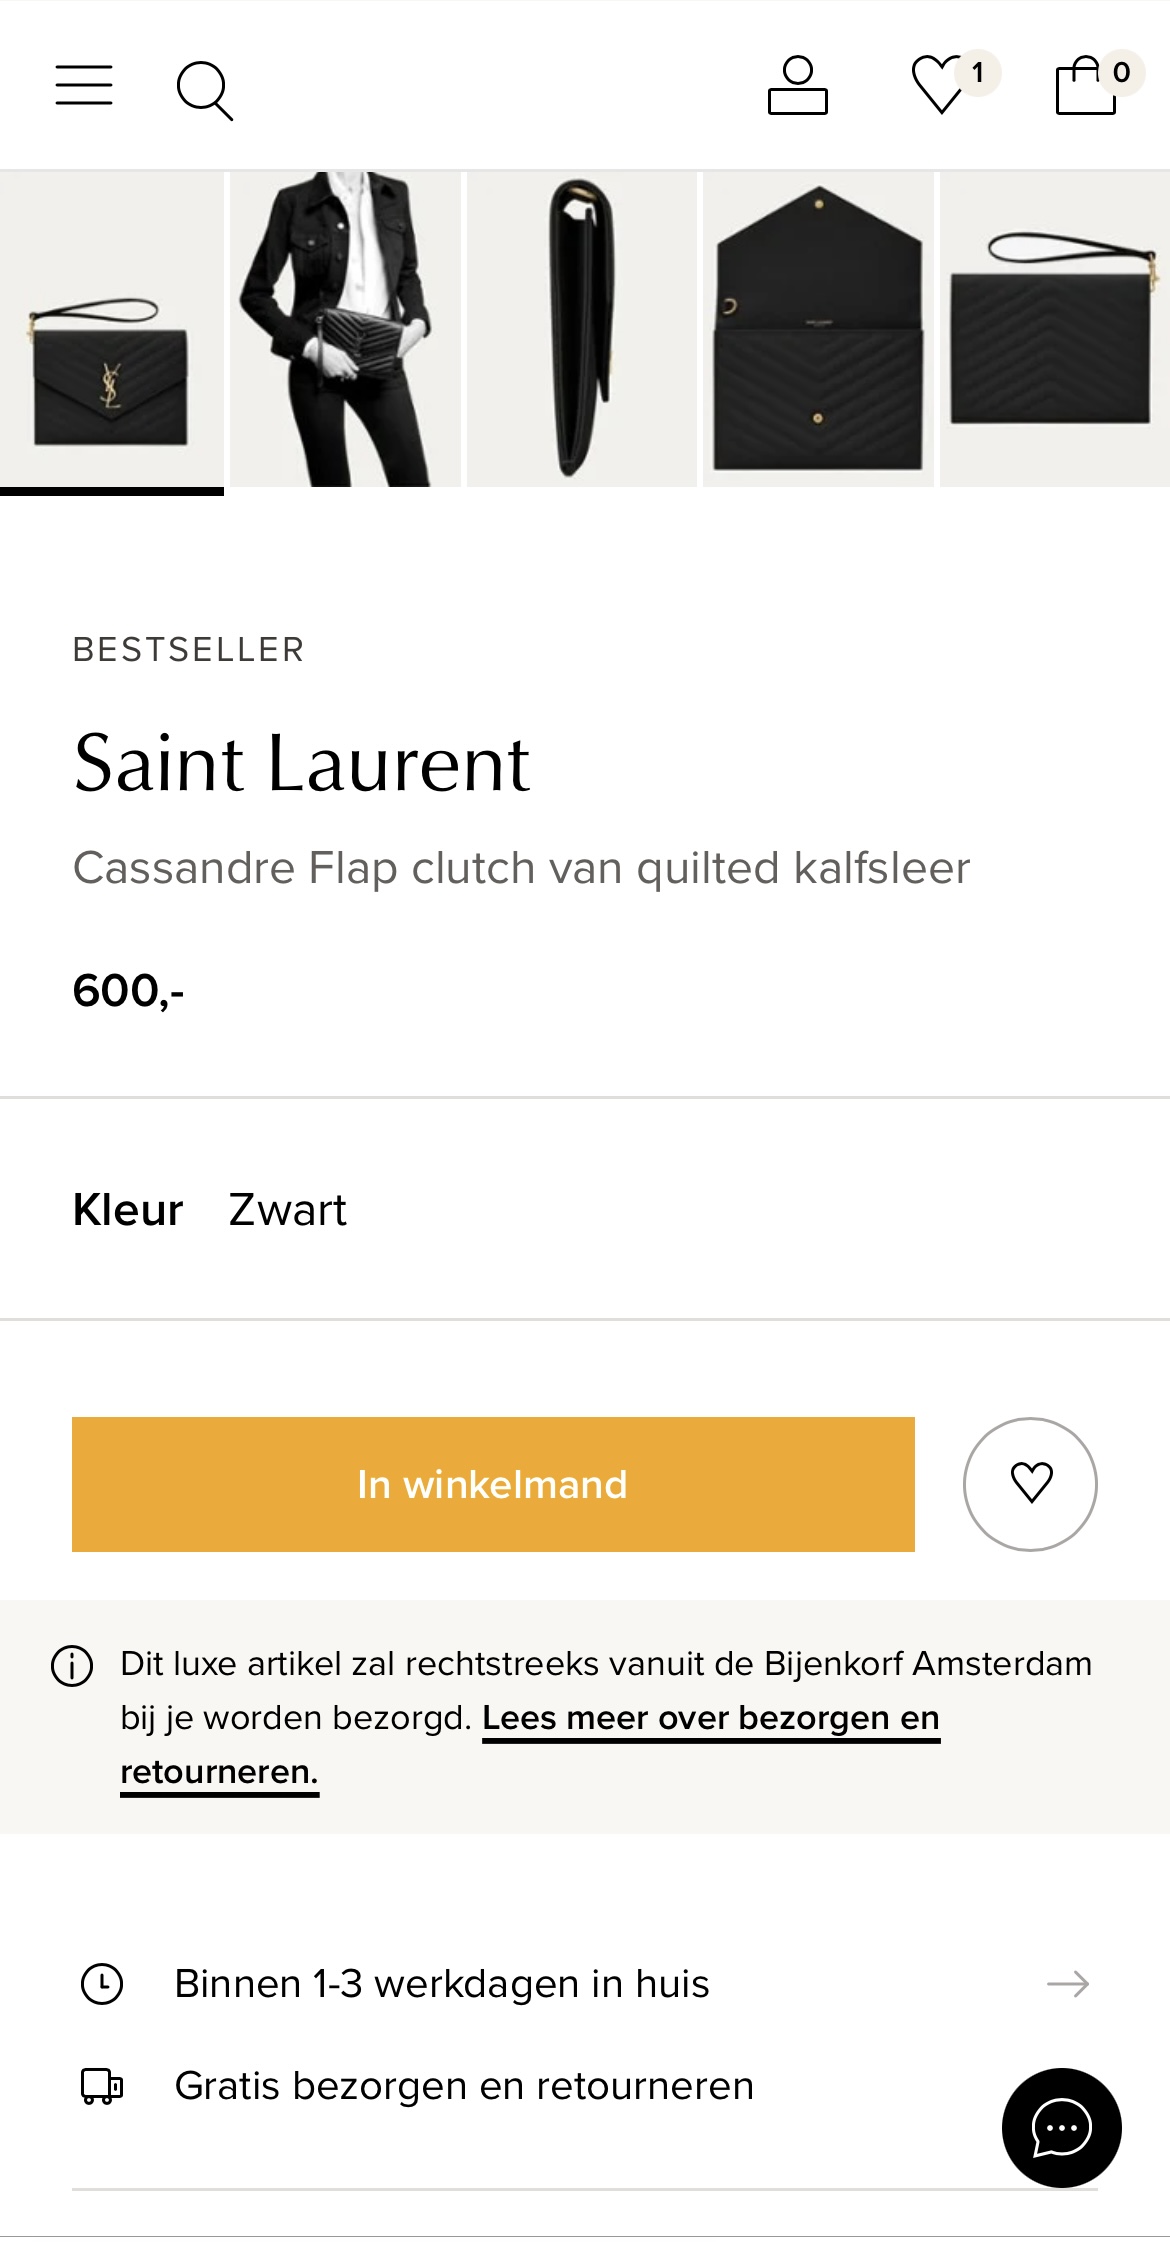 1
0
BESTSELLER
Saint Laurent
Cassandre Flap clutch van quilted kalfsleer
600,-
Kleur Zwart
In winkelmand
Dit luxe artikel zal rechtstreeks vanuit de Bijenkorf Amsterdam
bij je worden bezorgd. Lees meer over bezorgen en
retourneren.
Binnen 1-3 werkdagen in huis
Gratis bezorgen en retourneren